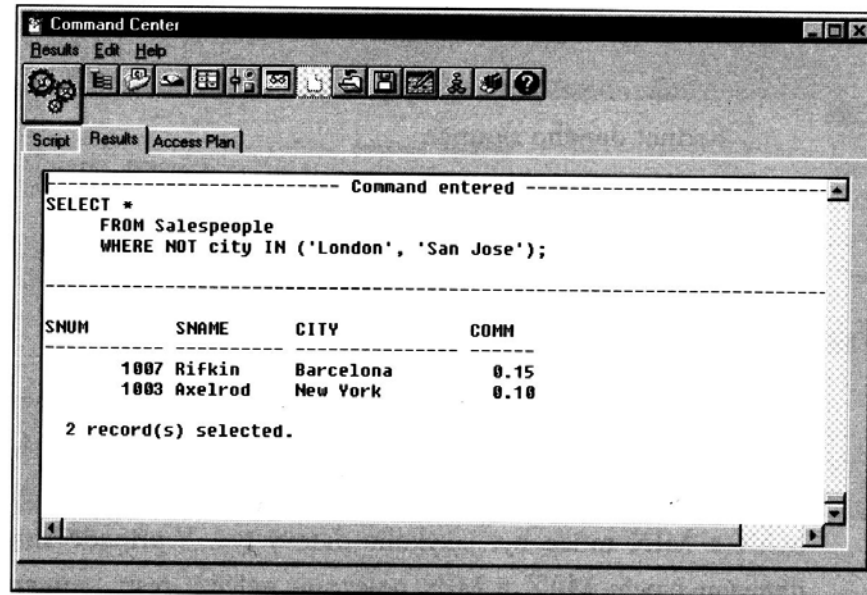 Command Center
Results Edit Help
Script Results Access Plan
---------------------------- Command entered ----------------------------
SELECT *
FROM Salespeople
WHERE NOT city IN ('London', 'San Jose');
--------------------------------------------------------------------------
SNUM SNAME CITY COMM
----------- ---------- --------------- ------
1007 Rifkin Barcelona 0.15
1003 Axelrod New York 0.10
2 record(s) selected.